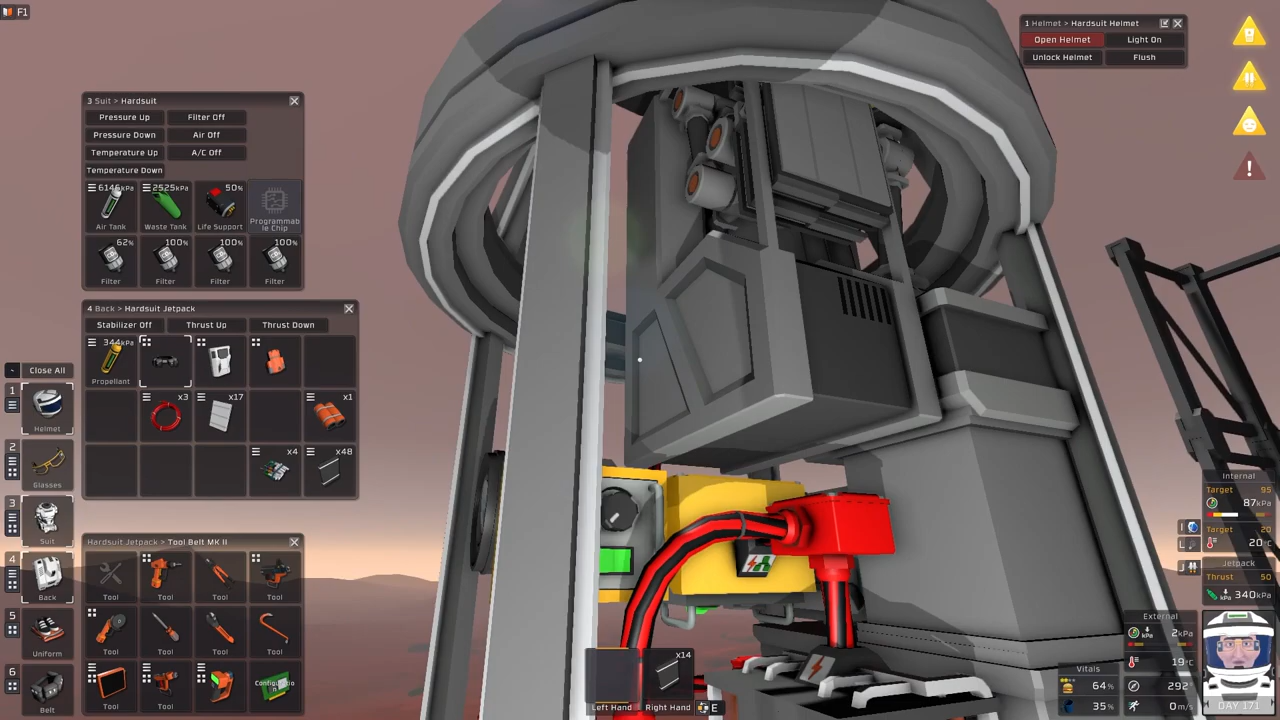 F1
1 Helmet > Hardsuit Helmet
Open Helmet
Light On
Unlock Helmet
Flush
3 Suit > Hardsuit
Pressure Up
Filter Off
Pressure Down
Air Off
Temperature Up
A/C Off
Temperature Down
6146kPa
2525kPa
50%
Air Tank
Waste Tank
Life Support
Programmab
le Chip
62%
100%
100%
100%
Filter
Filter
Filter
Filter
4 Back > Hardsuit Jetpack
Stabilizer Off
Thrust Up
Thrust Down
344kPa
Propellant
x3
x17
x1
x4
x48
Close All
1
Helmet
2
Glasses
3
Suit
4
Back
5
Uniform
6
Belt
Hardsuit Jetpack > Tool Belt MK II
Tool
Tool
Tool
Tool
Tool
Tool
Tool
Tool
Tool
Tool
Tool
Configuratio
n
x14
Left Hand
Right Hand
E
Internal
Target 95
87kPa
Target 20
20°C
Jetpack
Thrust 50
kPa 340kPa
External
kPa 2kPa
19°C
292°
0m/s
Vitals
64%
35%
DAY 171